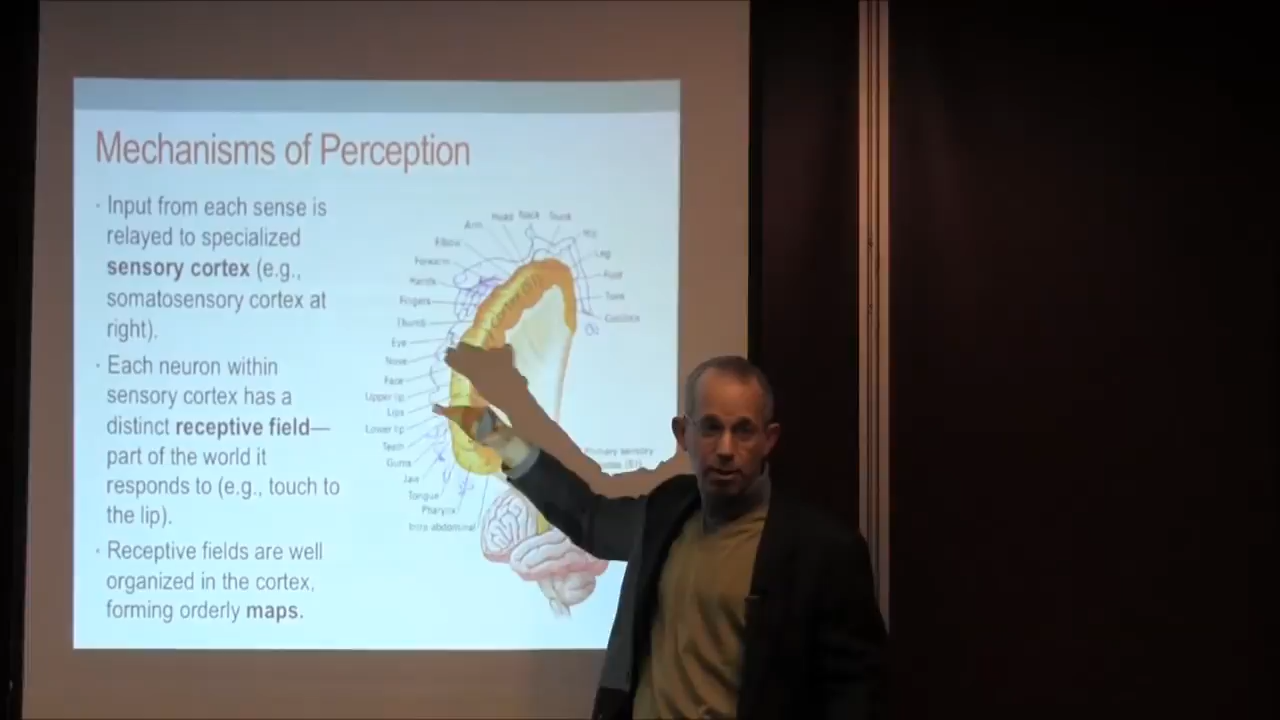 Mechanisms of Perception
· Input from each sense is
relayed to specialized
sensory cortex (e.g.,
somatosensory cortex at
right).
· Each neuron within
sensory cortex has a
distinct receptive field—
part of the world it
responds to (e.g., touch to
the lip).
· Receptive fields are well
organized in the cortex,
forming orderly maps.
Trunk
Neck
Head
Arm
Elbow
Forearm
Hands
Fingers
Thumb
Eye
Nose
Face
Upper lip
Lips
Lower lip
Teeth
Gums
Jaw
Tongue
Pharynx
Intra abdominal
Hip
Leg
Foot
Toes
Genitals
Primary sensory